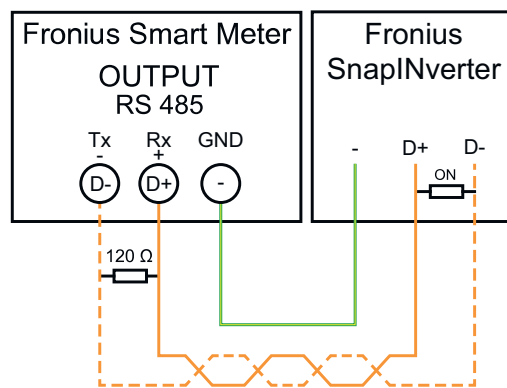 Fronius Smart Meter
OUTPUT
RS 485
Tx Rx GND
- +
D- D+ -
120 Ω
Fronius
SnapINverter
- D+ D-
ON